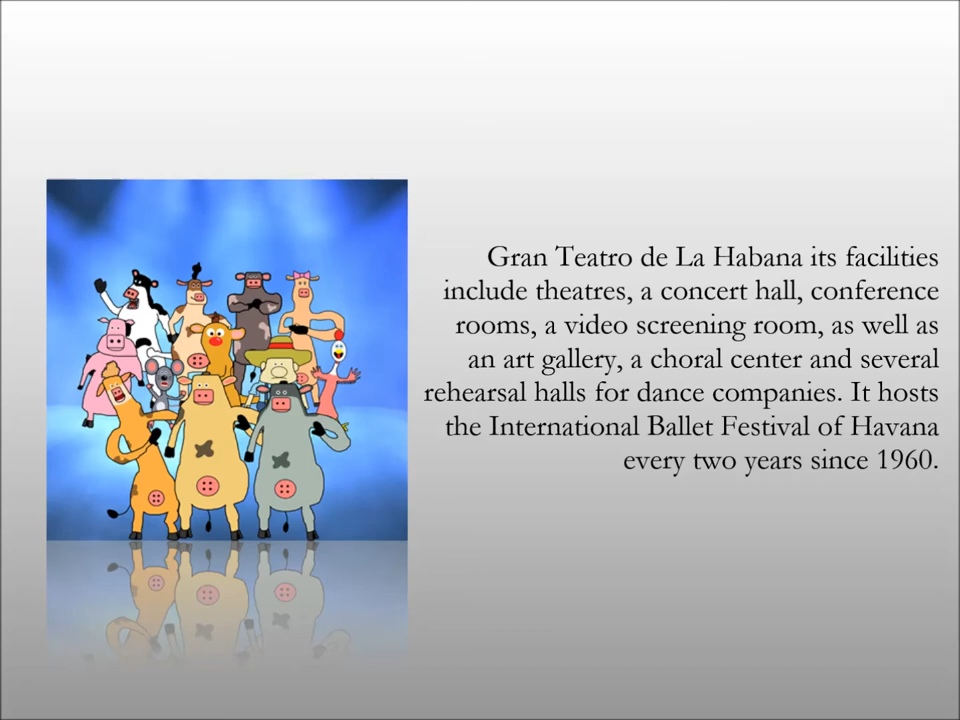 Gran Teatro de La Habana its facilities
include theatres, a concert hall, conference
rooms, a video screening room, as well as
an art gallery, a choral center and several
rehearsal halls for dance companies. It hosts
the International Ballet Festival of Havana
every two years since 1960.